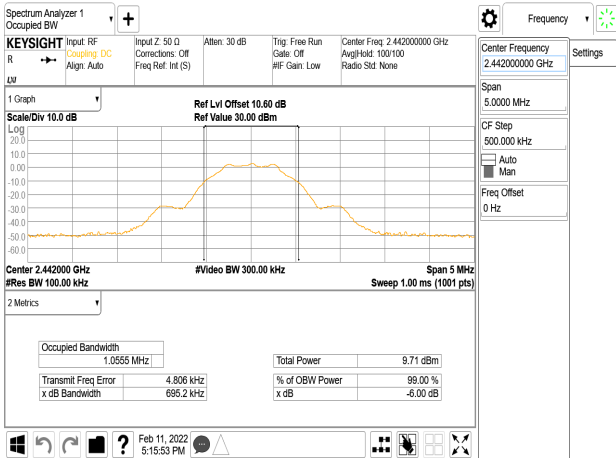 Spectrum Analyzer 1
Occupied BW
KEYSIGHT
R
LXI
Input: RF
Coupling: DC
Align: Auto
Input Z: 50 Ω
Corrections: Off
Freq Ref: Int (S)
Atten: 30 dB
Trig: Free Run
Gate: Off
#IF Gain: Low
Center Freq: 2.442000000 GHz
Avg|Hold: 100/100
Radio Std: None
1 Graph
Scale/Div 10.0 dB
Ref Lvl Offset 10.60 dB
Ref Value 30.00 dBm
Log
20.0
10.0
0.00
-10.0
-20.0
-30.0
-40.0
-50.0
-60.0
Center 2.442000 GHz
#Res BW 100.00 kHz
#Video BW 300.00 kHz
Span 5 MHz
Sweep 1.00 ms (1001 pts)
2 Metrics
Occupied Bandwidth
1.0555 MHz
Total Power 9.71 dBm
Transmit Freq Error 4.806 kHz
x dB Bandwidth 695.2 kHz
% of OBW Power 99.00 %
x dB -6.00 dB
Feb 11, 2022
5:15:53 PM
Frequency
Center Frequency
2.442000000 GHz
Settings
Span
5.0000 MHz
CF Step
500.000 kHz
Auto
Man
Freq Offset
0 Hz